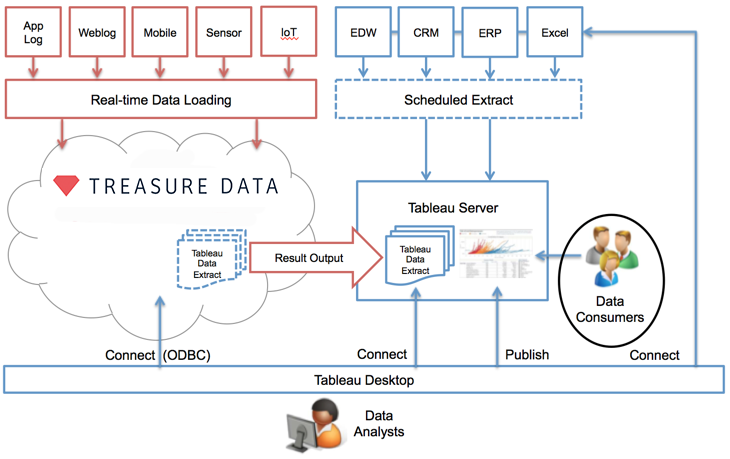 App
Log
Weblog
Mobile
Sensor
IoT
EDW
CRM
ERP
Excel
Real-time Data Loading
Scheduled Extract
TREASURE DATA
Tableau Server
Tableau
Data
Extract
Result Output
Tableau
Data
Extract
Data
Consumers
Connect (ODBC)
Connect
Publish
Connect
Tableau Desktop
Data
Analysts